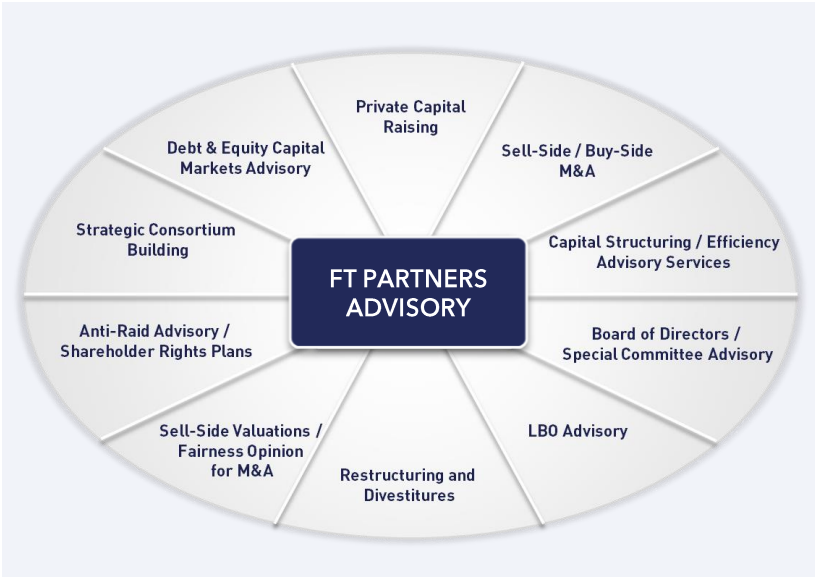 Private Capital
Raising
Sell-Side / Buy-Side
M&A
Capital Structuring / Efficiency
Advisory Services
Board of Directors /
Special Committee Advisory
LBO Advisory
Restructuring and
Divestitures
Sell-Side Valuations /
Fairness Opinion
for M&A
Anti-Raid Advisory /
Shareholder Rights Plans
Strategic Consortium
Building
Debt & Equity Capital
Markets Advisory
FT PARTNERS
ADVISORY